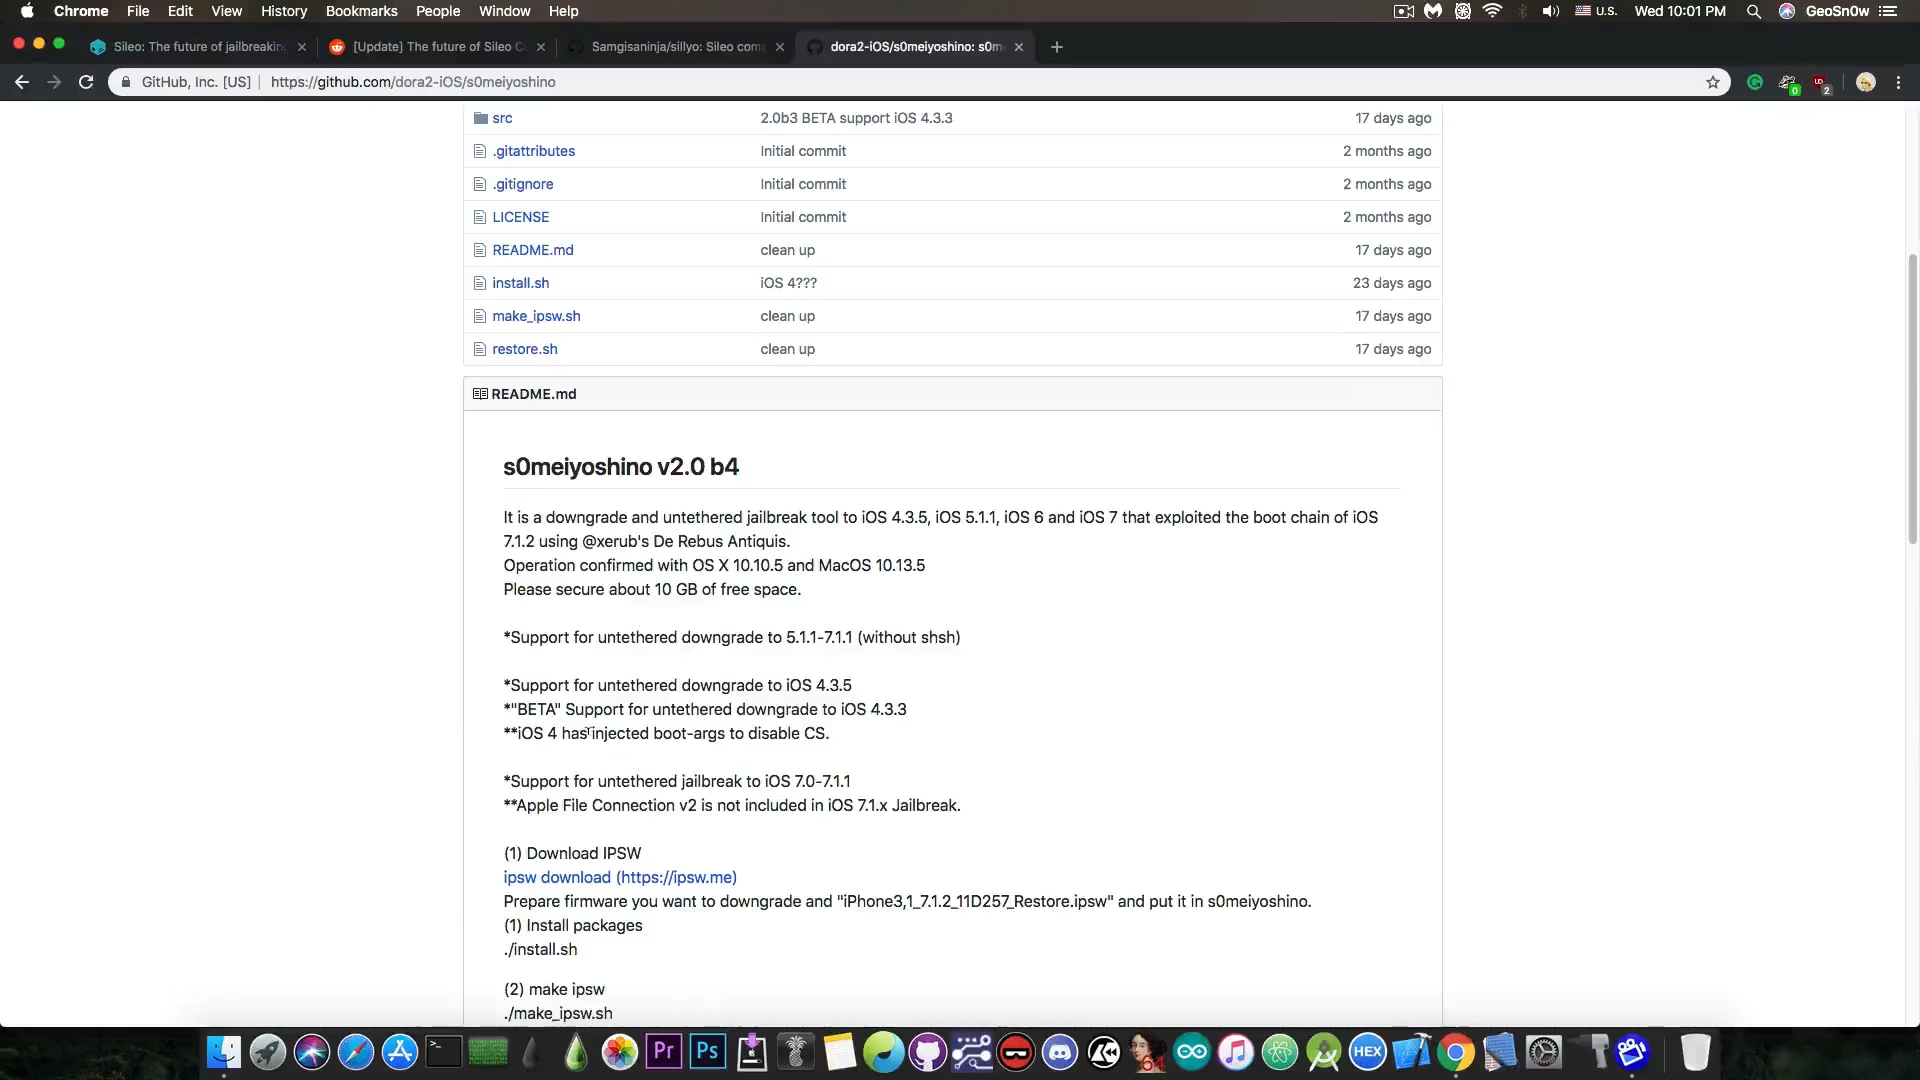 Chrome File Edit View History Bookmarks People Window Help U.S. Wed 10:01 PM GeoSn0w
Sileo: The future of jailbreaking [Update] The future of Sileo C Samgisaninja/sillyo: Sileo com dora2-iOS/s0meiyoshino: s0m
GitHub, Inc. [US] https://github.com/dora2-iOS/s0meiyoshino 0 UD 2
src 2.0b3 BETA support iOS 4.3.3 17 days ago
.gitattributes Initial commit 2 months ago
.gitignore Initial commit 2 months ago
LICENSE Initial commit 2 months ago
README.md clean up 17 days ago
install.sh iOS 4??? 23 days ago
make_ipsw.sh clean up 17 days ago
restore.sh clean up 17 days ago
README.md
s0meiyoshino v2.0 b4
It is a downgrade and untethered jailbreak tool to iOS 4.3.5, iOS 5.1.1, iOS 6 and iOS 7 that exploited the boot chain of iOS
7.1.2 using @xerub's De Rebus Antiquis.
Operation confirmed with OS X 10.10.5 and MacOS 10.13.5
Please secure about 10 GB of free space.
*Support for untethered downgrade to 5.1.1-7.1.1 (without shsh)
*Support for untethered downgrade to iOS 4.3.5
*"BETA" Support for untethered downgrade to iOS 4.3.3
**iOS 4 has injected boot-args to disable CS.
*Support for untethered jailbreak to iOS 7.0-7.1.1
**Apple File Connection v2 is not included in iOS 7.1.x Jailbreak.
(1) Download IPSW
ipsw download (https://ipsw.me)
Prepare firmware you want to downgrade and "iPhone3,1_7.1.2_11D257_Restore.ipsw" and put it in s0meiyoshino.
(1) Install packages
./install.sh
(2) make ipsw
./make_ipsw.sh
Pr Ps 64 HEX